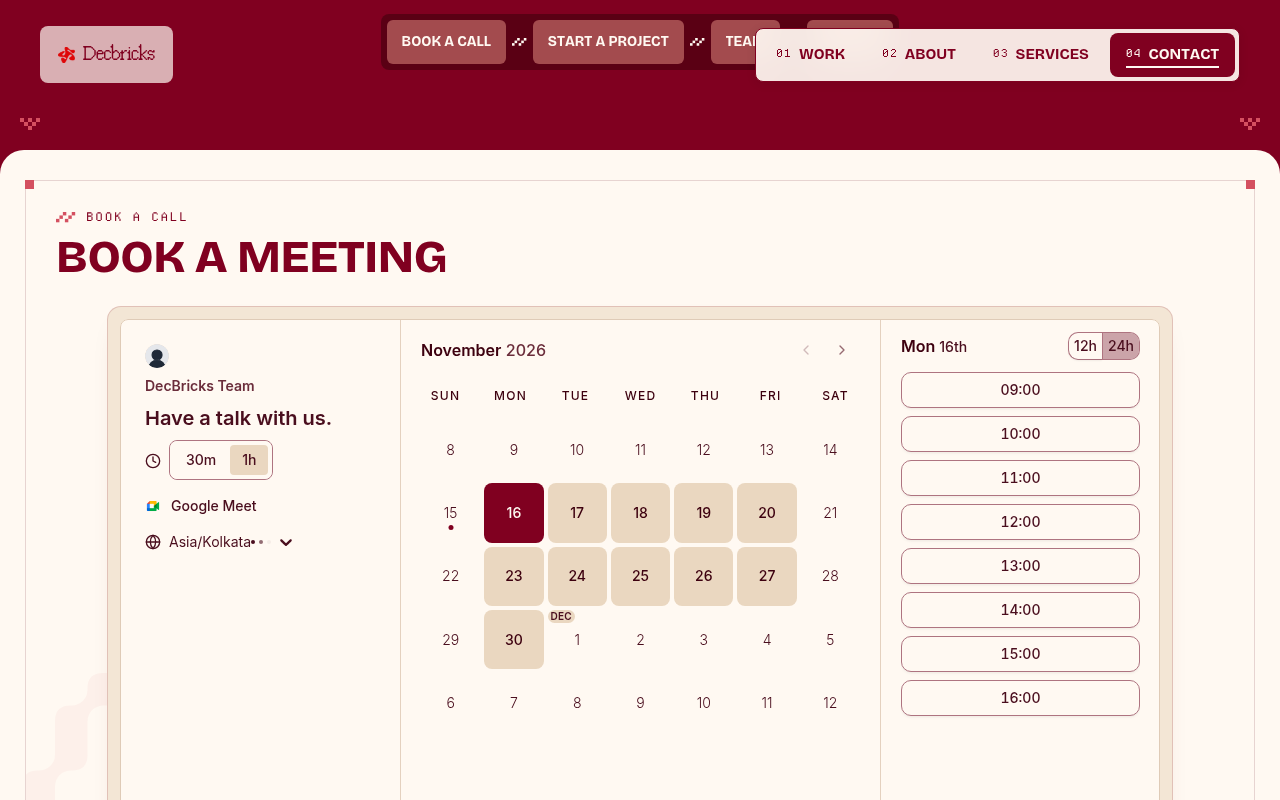 Decbricks
BOOK A CALL
START A PROJECT
01 WORK
02 ABOUT
03 SERVICES
04 CONTACT
BOOK A CALL
BOOK A MEETING
DecBricks Team
Have a talk with us.
30m 1h
Google Meet
Asia/Kolkata
November 2026
SUN MON TUE WED THU FRI SAT
8 9 10 11 12 13 14
15 16 17 18 19 20 21
22 23 24 25 26 27 28
DEC
29 30 1 2 3 4 5
6 7 8 9 10 11 12
Mon 16th
12h 24h
09:00
10:00
11:00
12:00
13:00
14:00
15:00
16:00